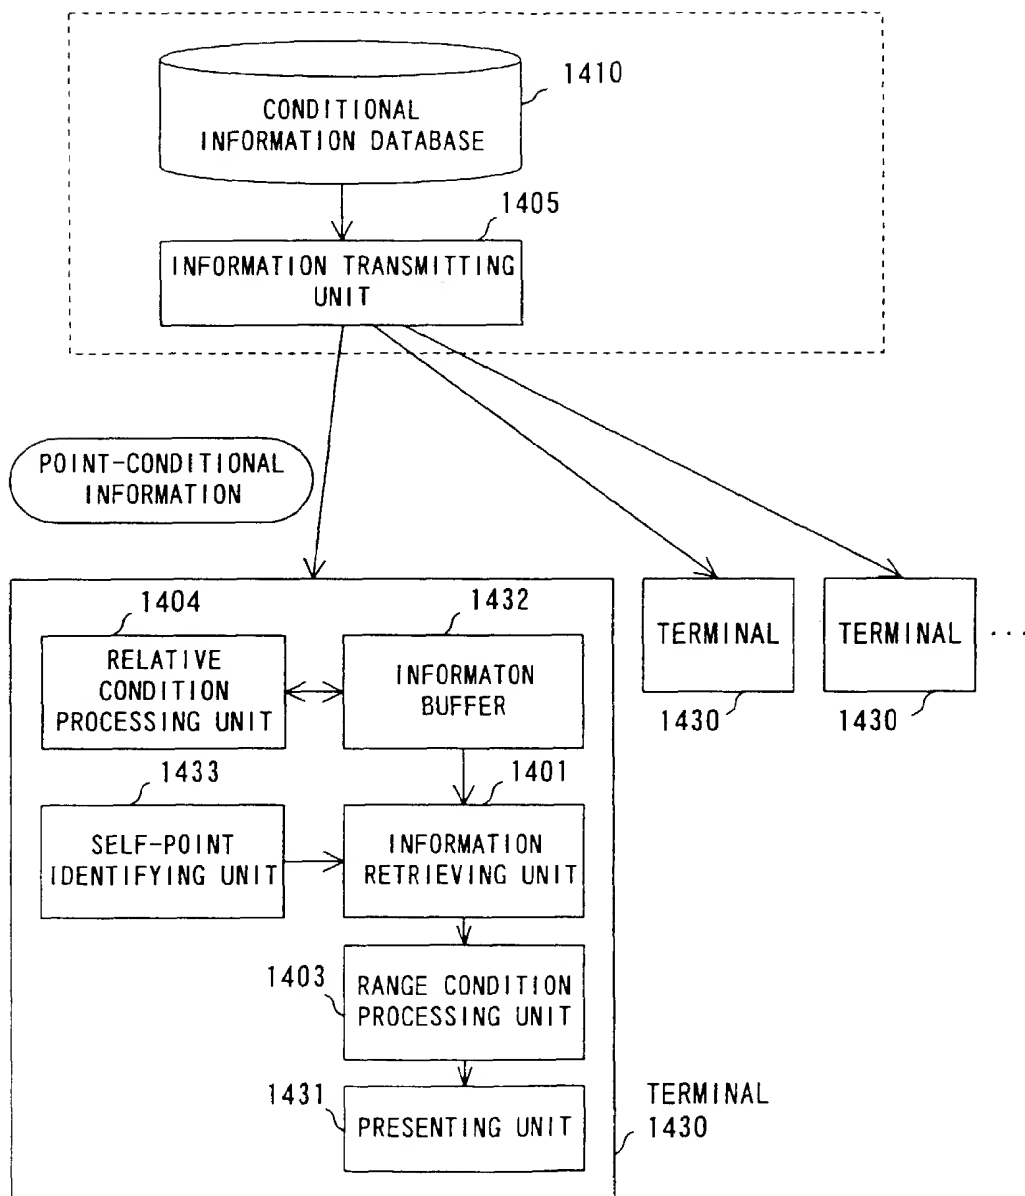 1410
CONDITIONAL
INFORMATION DATABASE
1405
INFORMATION TRANSMITTING
UNIT
POINT-CONDITIONAL
INFORMATION
1404
1432
RELATIVE
CONDITION
PROCESSING UNIT
INFORMATON
BUFFER
TERMINAL
TERMINAL
...
1430
1430
1433
1401
SELF-POINT
IDENTIFYING UNIT
INFORMATION
RETRIEVING UNIT
1403
RANGE CONDITION
PROCESSING UNIT
1431
PRESENTING UNIT
TERMINAL
1430